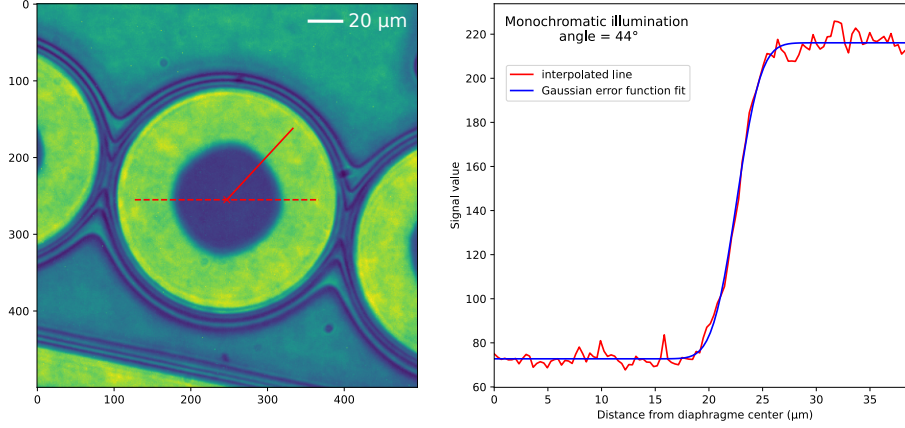 20 µm
0
100
200
300
400
0 100 200 300 400
Monochromatic illumination
angle = 44°
interpolated line
Gaussian error function fit
Signal value
220
200
180
160
140
120
100
80
60
0 5 10 15 20 25 30 35
Distance from diaphragme center (µm)